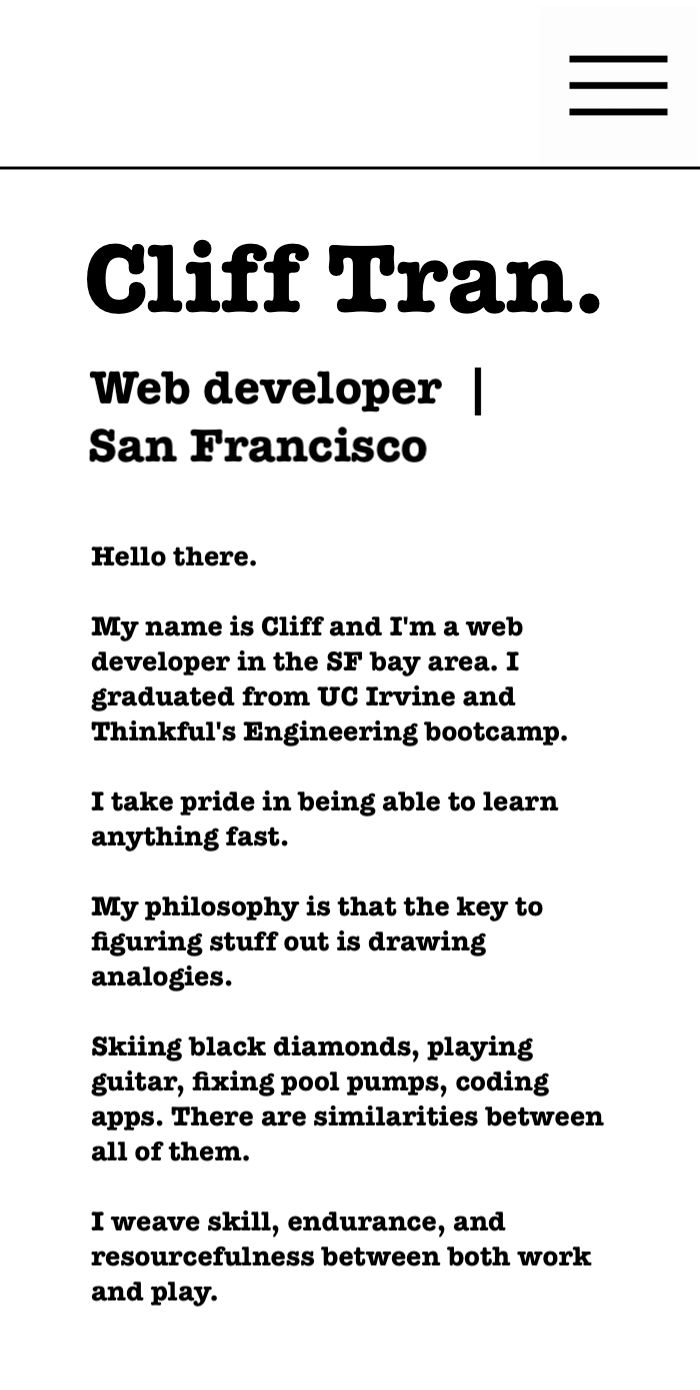 Cliff Tran.
Web developer |
San Francisco
Hello there.
My name is Cliff and I'm a web
developer in the SF bay area. I
graduated from UC Irvine and
Thinkful's Engineering bootcamp.
I take pride in being able to learn
anything fast.
My philosophy is that the key to
figuring stuff out is drawing
analogies.
Skiing black diamonds, playing
guitar, fixing pool pumps, coding
apps. There are similarities between
all of them.
I weave skill, endurance, and
resourcefulness between both work
and play.